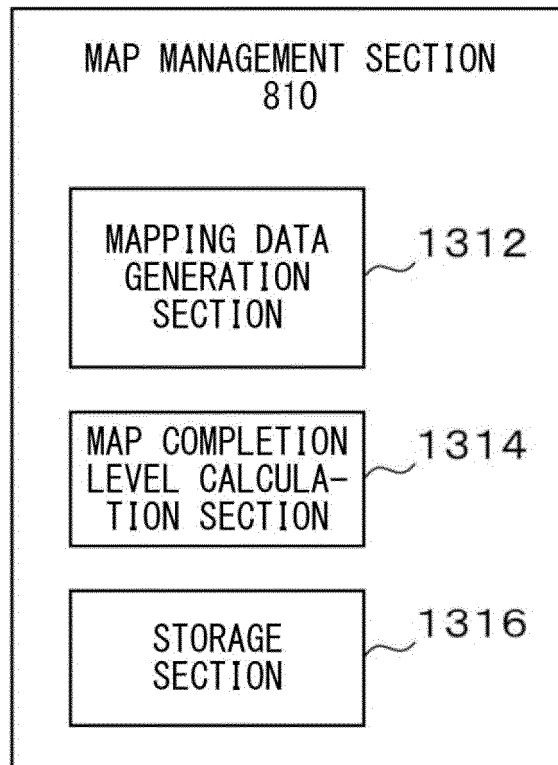 MAP MANAGEMENT SECTION
810
MAPPING DATA
GENERATION
SECTION
1312
MAP COMPLETION
LEVEL CALCULA-
TION SECTION
1314
STORAGE
SECTION
1316